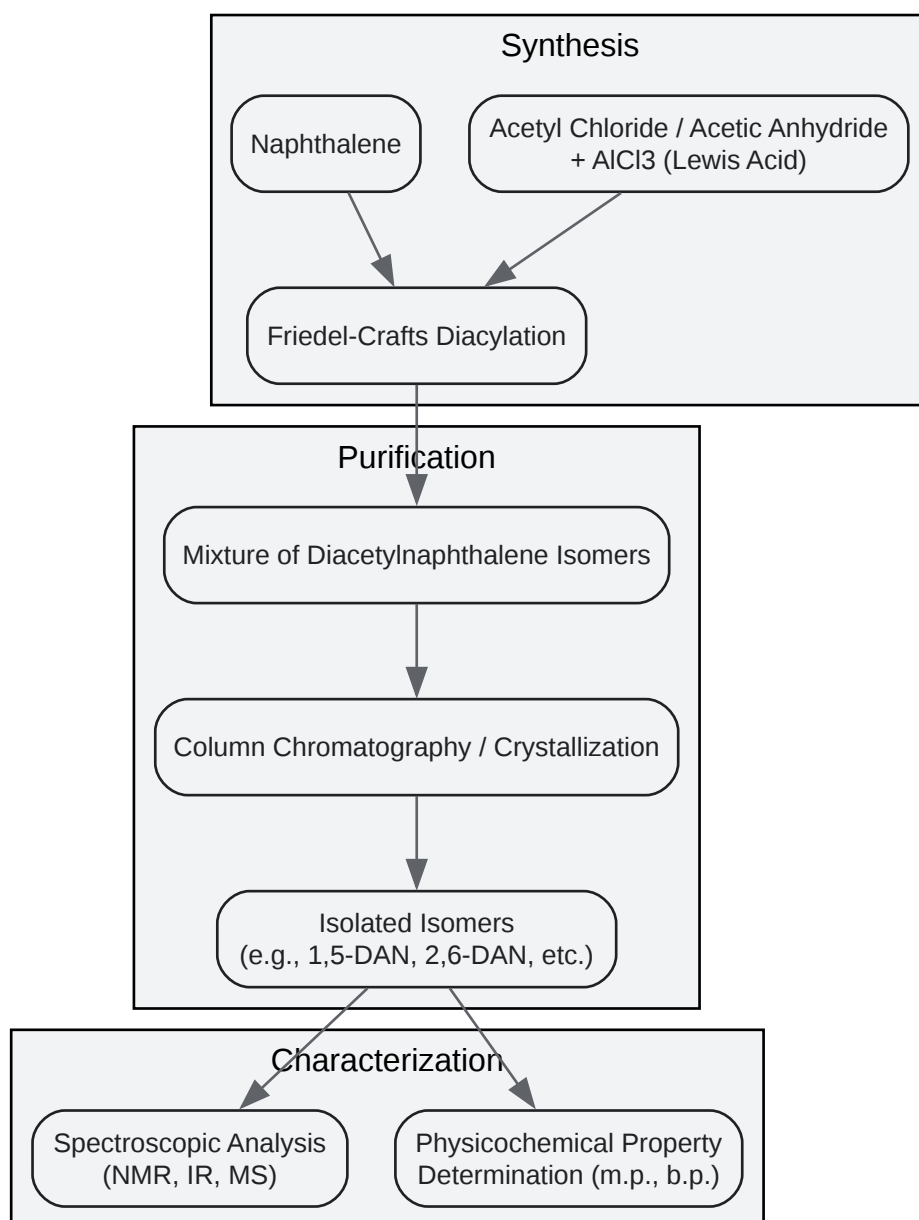 Synthesis
Naphthalene
Acetyl Chloride / Acetic Anhydride
+ AlCl3 (Lewis Acid)
Friedel-Crafts Diacylation
Purification
Mixture of Diacetylnaphthalene Isomers
Column Chromatography / Crystallization
Isolated Isomers
(e.g., 1,5-DAN, 2,6-DAN, etc.)
Characterization
Spectroscopic Analysis
(NMR, IR, MS)
Physicochemical Property
Determination (m.p., b.p.)